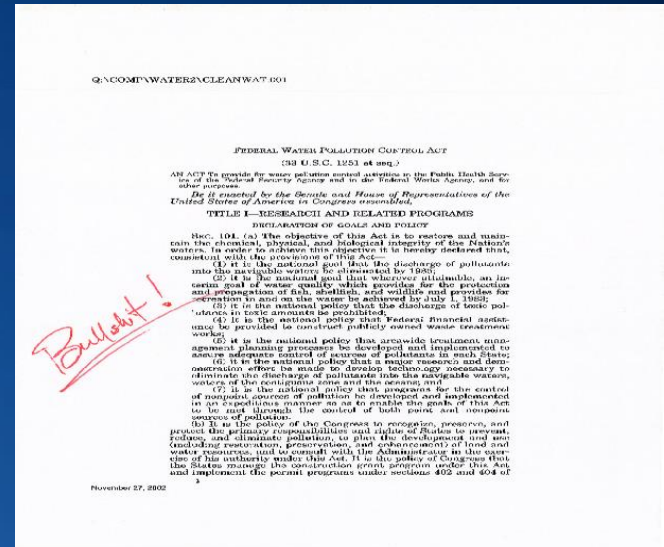 Q:\COMP\WATER2\CLEANWAT.001
FEDERAL WATER POLLUTION CONTROL ACT
(33 U.S.C. 1251 et seq.)
AN ACT To provide for water pollution control activities in the Public Health Serv-
ice of the Federal Security Agency and in the Federal Works Agency, and for
other purposes.
Be it enacted by the Senate and House of Representatives of the
United States of America in Congress assembled,
TITLE I—RESEARCH AND RELATED PROGRAMS
DECLARATION OF GOALS AND POLICY
SEC. 101. (a) The objective of this Act is to restore and main-
tain the chemical, physical, and biological integrity of the Nation's
waters. In order to achieve this objective it is hereby declared that,
consistent with the provisions of this Act—
(1) it is the national goal that the discharge of pollutants
into the navigable waters be eliminated by 1985;
(2) it is the national goal that wherever attainable, an in-
terim goal of water quality which provides for the protection
and propagation of fish, shellfish, and wildlife and provides for
recreation in and on the water be achieved by July 1, 1983;
(3) it is the national policy that the discharge of toxic pol-
lutants in toxic amounts be prohibited;
(4) it is the national policy that Federal financial assist-
ance be provided to construct publicly owned waste treatment
works;
(5) it is the national policy that areawide treatment man-
agement planning processes be developed and implemented to
assure adequate control of sources of pollutants in each State;
(6) it is the national policy that a major research and dem-
onstration effort be made to develop technology necessary to
eliminate the discharge of pollutants into the navigable waters,
waters of the contiguous zone and the oceans; and
(7) it is the national policy that programs for the control
of nonpoint sources of pollution be developed and implemented
in an expeditious manner so as to enable the goals of this Act
to be met through the control of both point and nonpoint
sources of pollution.
(b) It is the policy of the Congress to recognize, preserve, and
protect the primary responsibilities and rights of States to prevent,
reduce, and eliminate pollution, to plan the development and use
(including restoration, preservation, and enhancement) of land and
water resources, and to consult with the Administrator in the exer-
cise of his authority under this Act. It is the policy of Congress that
the States manage the construction grant program under this Act
and implement the permit programs under sections 402 and 404 of
Bullshit!
November 27, 2002